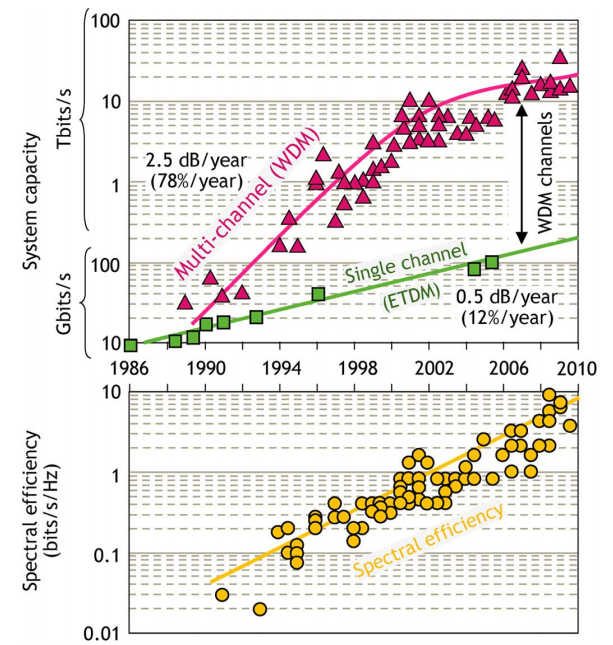 100
10
1
100
10
System capacity
Tbits/s
Gbits/s
2.5 dB/year
(78%/year)
Multi-channel (WDM)
WDM channels
Single channel
(ETDM)
0.5 dB/year
(12%/year)
1986 1990 1994 1998 2002 2006 2010
10
1
0.1
0.01
Spectral efficiency
(bits/s/Hz)
Spectral efficiency